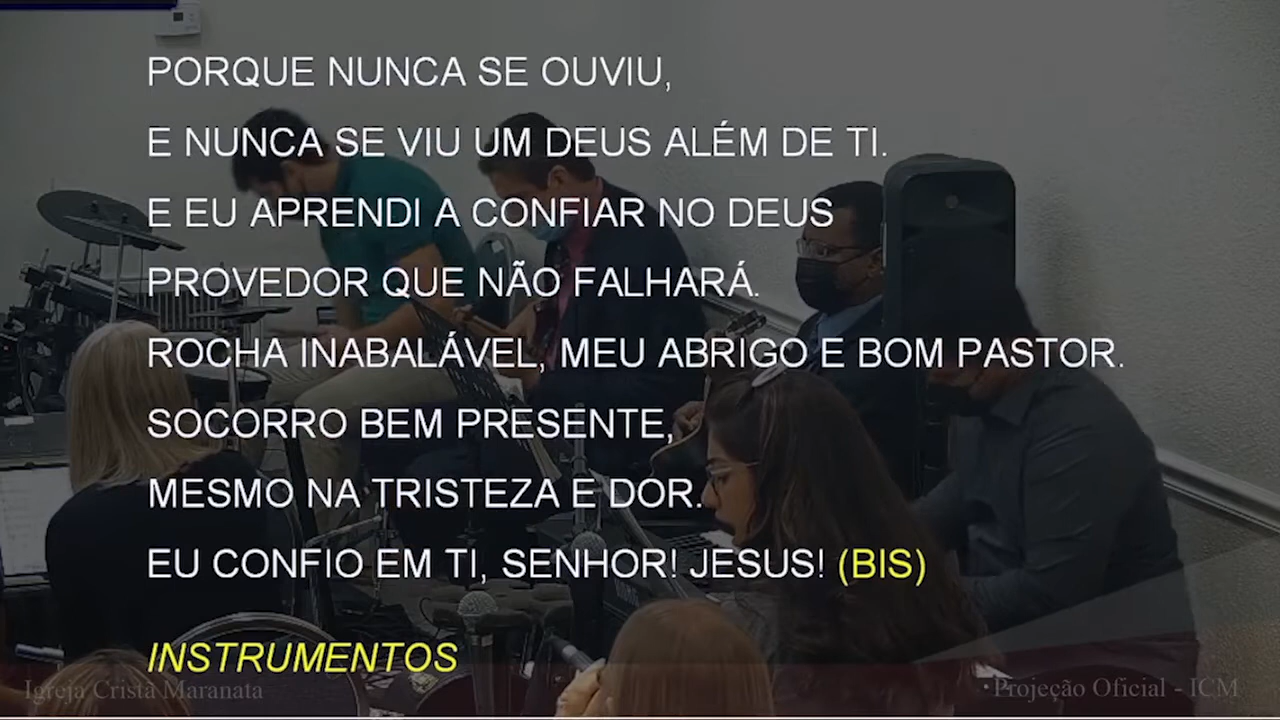 PORQUE NUNCA SE OUVIU,
E NUNCA SE VIU UM DEUS ALÉM DE TI.
E EU APRENDI A CONFIAR NO DEUS
PROVEDOR QUE NÃO FALHARÁ.
ROCHA INABALÁVEL, MEU ABRIGO E BOM PASTOR.
SOCORRO BEM PRESENTE,
MESMO NA TRISTEZA E DOR.
EU CONFIO EM TI, SENHOR! JESUS! (BIS)
INSTRUMENTOS
Igreja Cristã Maranata
Projeção Oficial - ICM